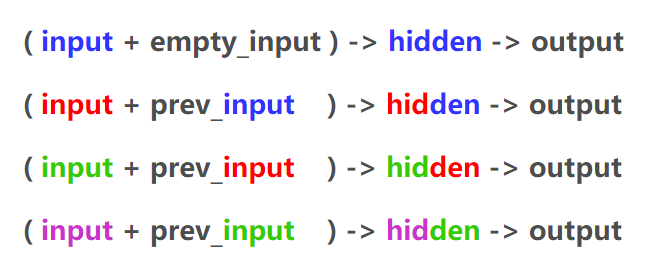 ( input + empty_input ) -> hidden -> output
( input + prev_input ) -> hidden -> output
( input + prev_input ) -> hidden -> output
( input + prev_input ) -> hidden -> output